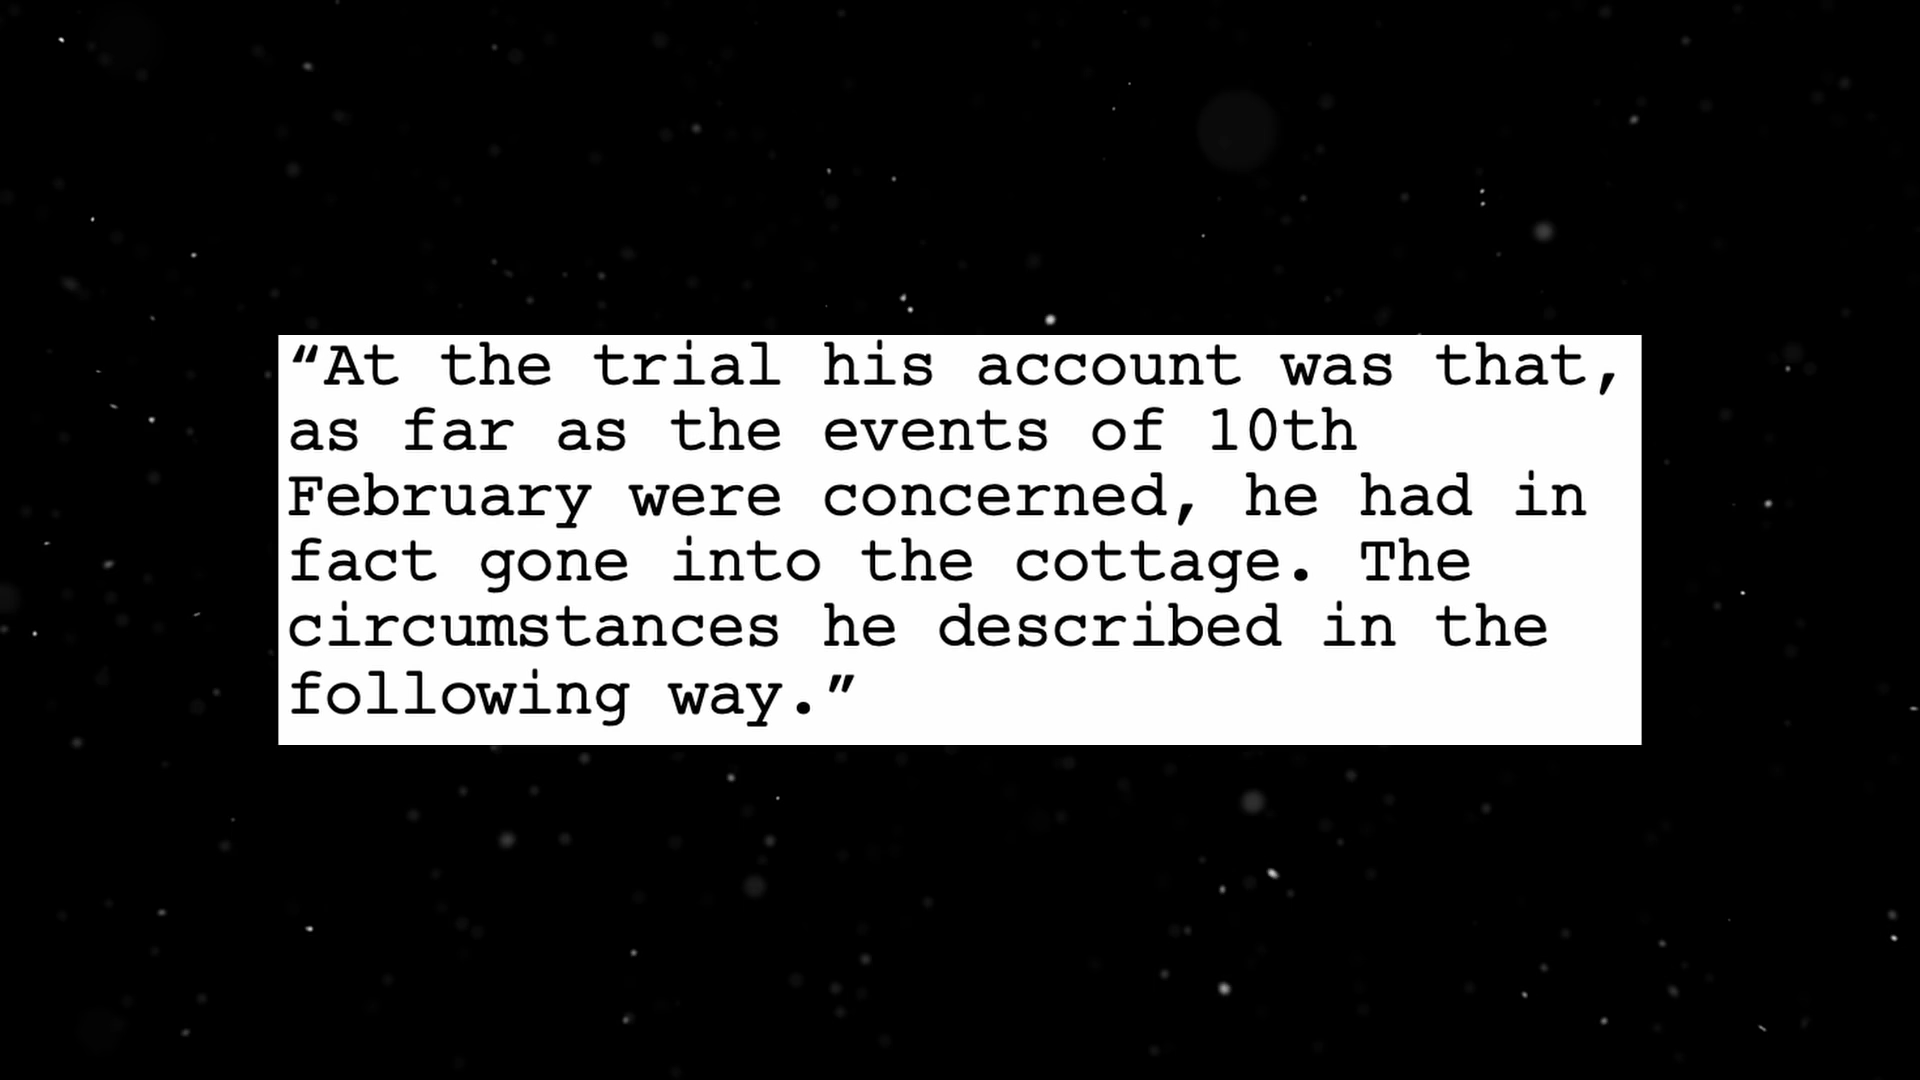 “At the trial his account was that,
as far as the events of 10th
February were concerned, he had in
fact gone into the cottage. The
circumstances he described in the
following way.”